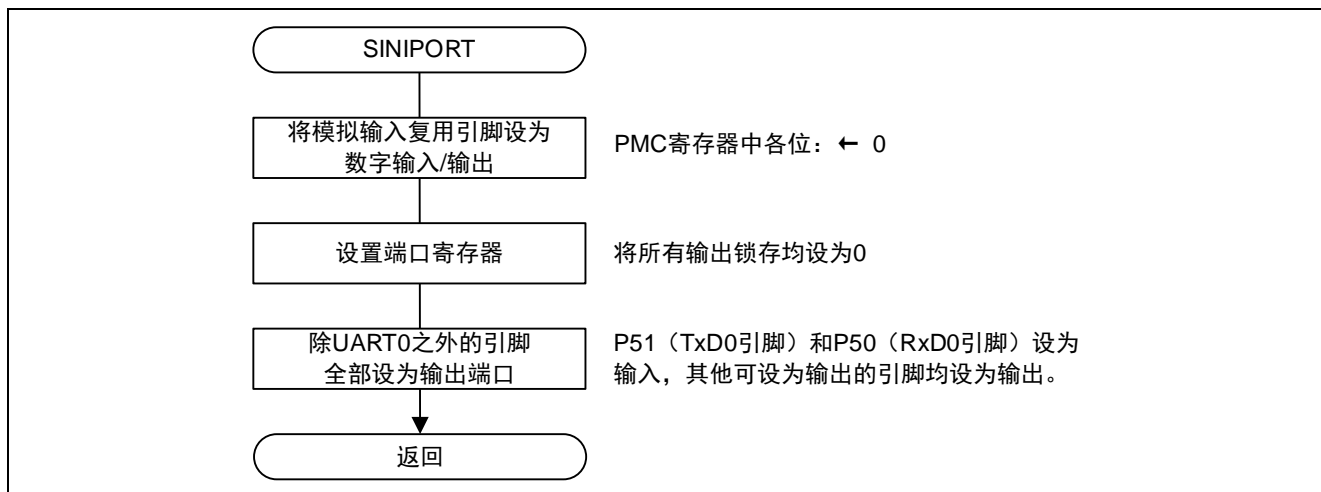 SINIPORT
将模拟输入复用引脚设为
数字输入/输出
PMC寄存器中各位：← 0
设置端口寄存器
将所有输出锁存均设为0
除UART0之外的引脚
全部设为输出端口
P51（TxD0引脚）和P50（RxD0引脚）设为
输入，其他可设为输出的引脚均设为输出。
返回